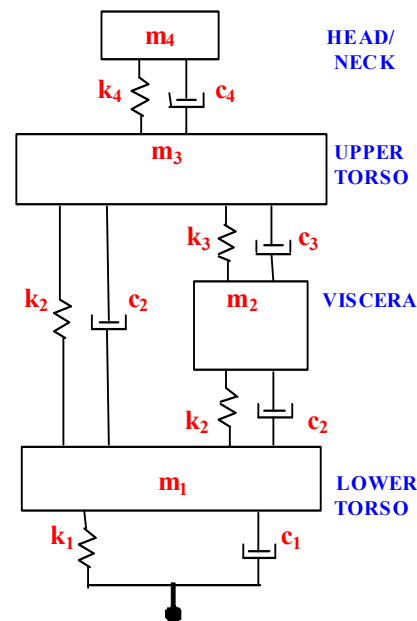 m₄
HEAD/
NECK
k₄
c₄
m₃
UPPER
TORSO
k₃
c₃
k₂
c₂
m₂
VISCERA
k₂
c₂
m₁
LOWER
TORSO
k₁
c₁